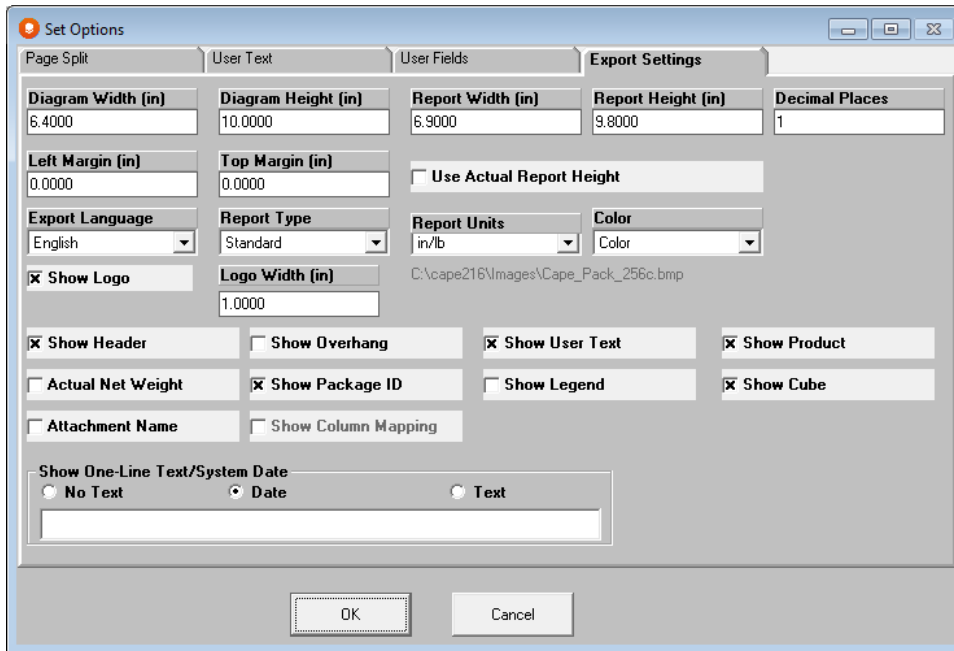 Set Options
Page Split User Text User Fields Export Settings
Diagram Width (in) Diagram Height (in) Report Width (in) Report Height (in) Decimal Places
6.4000 10.0000 6.9000 9.8000 1
Left Margin (in) Top Margin (in)
0.0000 0.0000 Use Actual Report Height
Export Language Report Type Report Units Color
English Standard in/lb Color
Show Logo Logo Width (in) C:\cape216\Images\Cape_Pack_256c.bmp
1.0000
Show Header Show Overhang Show User Text Show Product
Actual Net Weight Show Package ID Show Legend Show Cube
Attachment Name Show Column Mapping
Show One-Line Text/System Date
No Text Date Text
OK Cancel